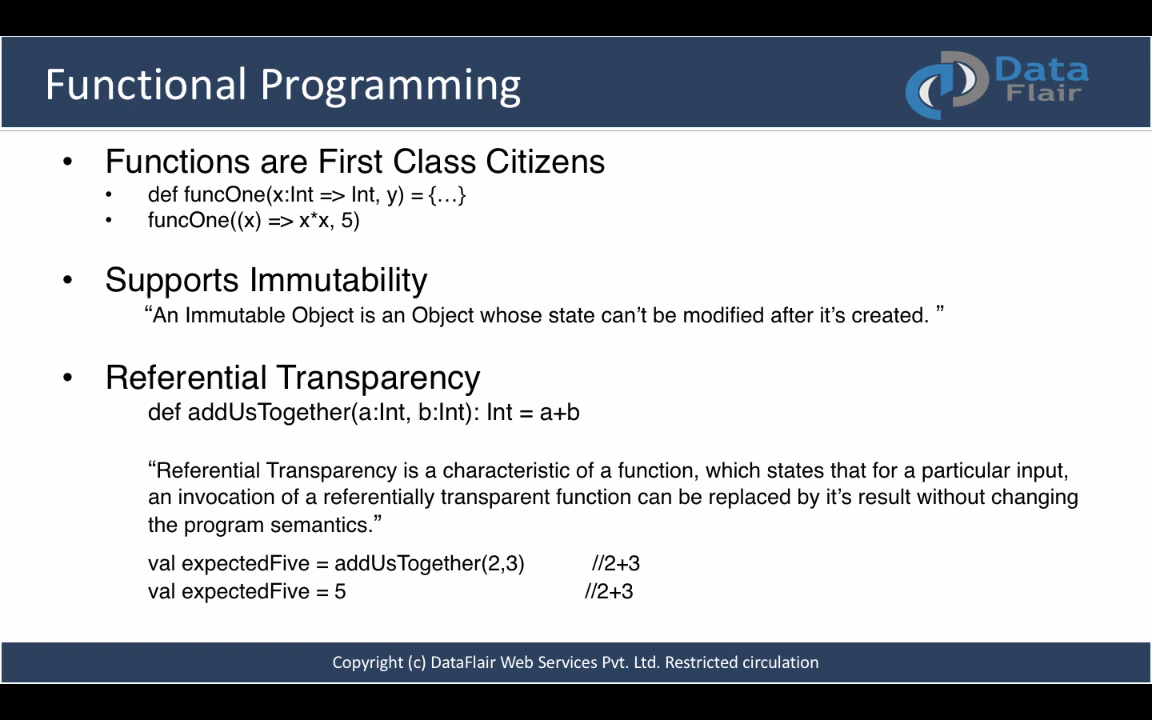 Functional Programming
Data
Flair
• Functions are First Class Citizens
• def funcOne(x:Int => Int, y) = {…}
• funcOne((x) => x*x, 5)
• Supports Immutability
“An Immutable Object is an Object whose state can’t be modified after it’s created. ”
• Referential Transparency
def addUsTogether(a:Int, b:Int): Int = a+b
“Referential Transparency is a characteristic of a function, which states that for a particular input,
an invocation of a referentially transparent function can be replaced by it’s result without changing
the program semantics.”
val expectedFive = addUsTogether(2,3) //2+3
val expectedFive = 5 //2+3
Copyright (c) DataFlair Web Services Pvt. Ltd. Restricted circulation